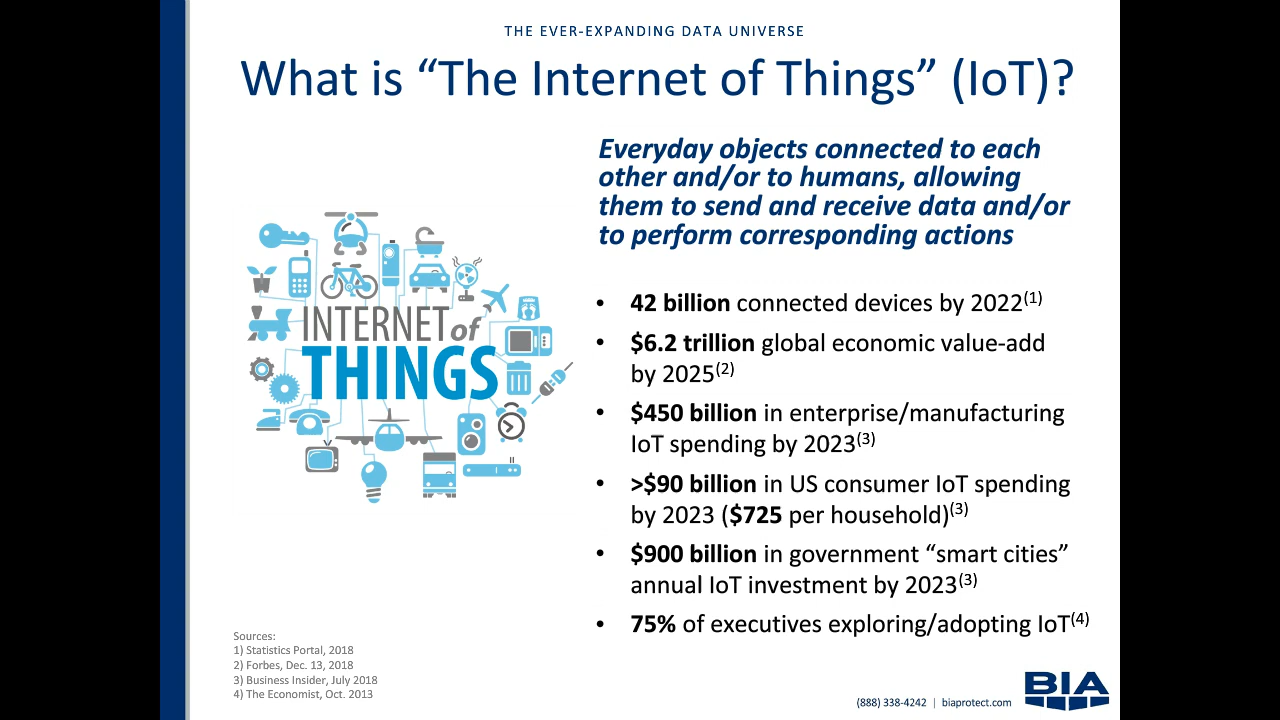 THE EVER-EXPANDING DATA UNIVERSE
What is “The Internet of Things” (IoT)?
Everyday objects connected to each
other and/or to humans, allowing
them to send and receive data and/or
to perform corresponding actions
INTERNET of
THINGS
• 42 billion connected devices by 2022(1)
• $6.2 trillion global economic value-add
by 2025(2)
• $450 billion in enterprise/manufacturing
IoT spending by 2023(3)
• >$90 billion in US consumer IoT spending
by 2023 ($725 per household)(3)
• $900 billion in government “smart cities”
annual IoT investment by 2023(3)
• 75% of executives exploring/adopting IoT(4)
Sources:
1) Statistics Portal, 2018
2) Forbes, Dec. 13, 2018
3) Business Insider, July 2018
4) The Economist, Oct. 2013
(888) 338-4242 | biaprotect.com
BIA